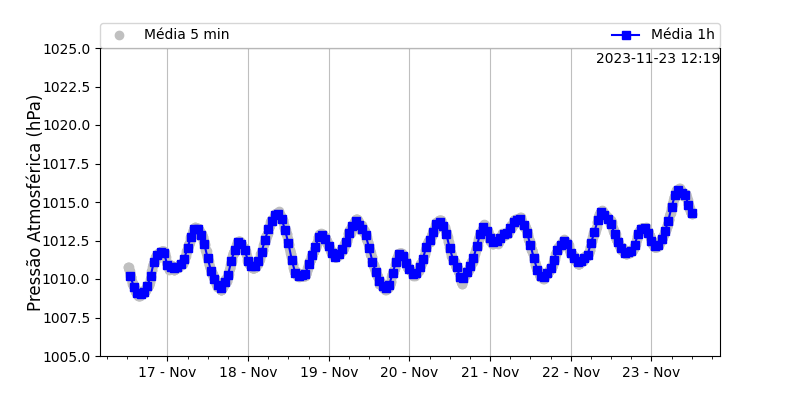 Média 5 min
Média 1h
2023-11-23 12:19
Pressão Atmosférica (hPa)
1025.0
1022.5
1020.0
1017.5
1015.0
1012.5
1010.0
1007.5
1005.0
17 - Nov
18 - Nov
19 - Nov
20 - Nov
21 - Nov
22 - Nov
23 - Nov